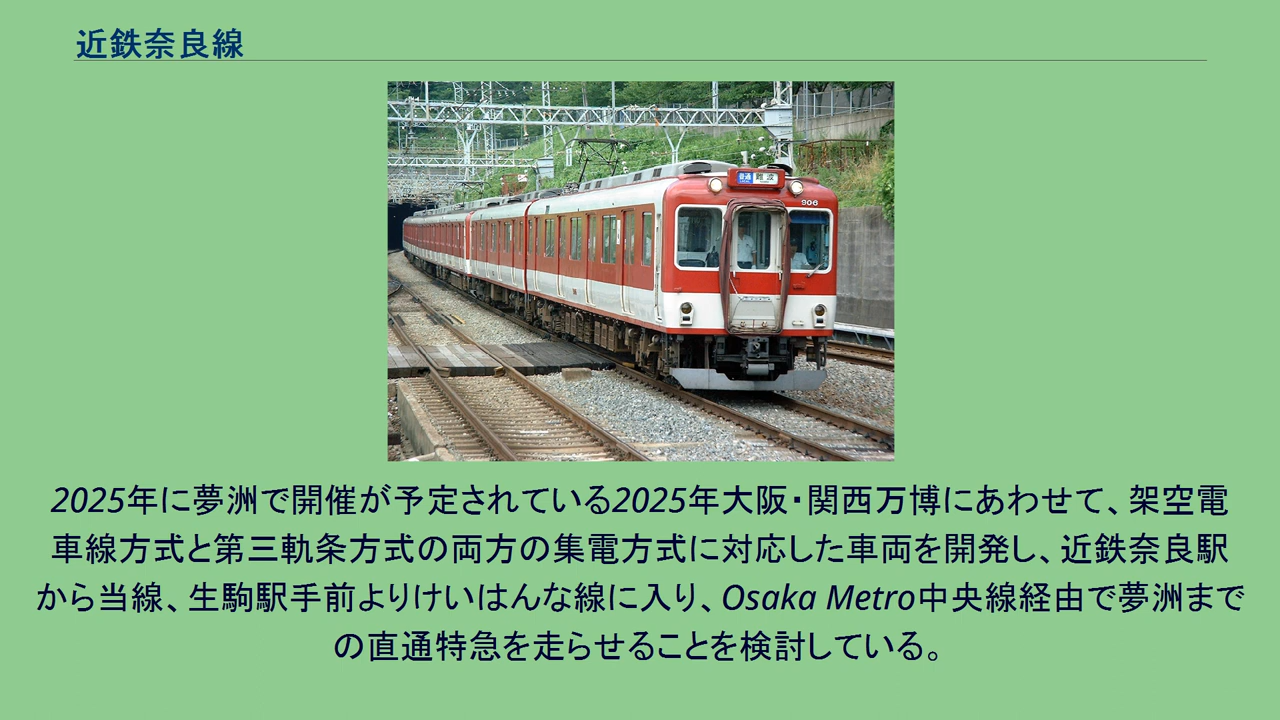 近鉄奈良線
普通 難波
906
2025年に夢洲で開催が予定されている2025年大阪・関西万博にあわせて、架空電
車線方式と第三軌条方式の両方の集電方式に対応した車両を開発し、近鉄奈良駅
から当線、生駒駅手前よりけいはんな線に入り、Osaka Metro中央線経由で夢洲まで
の直通特急を走らせることを検討している。